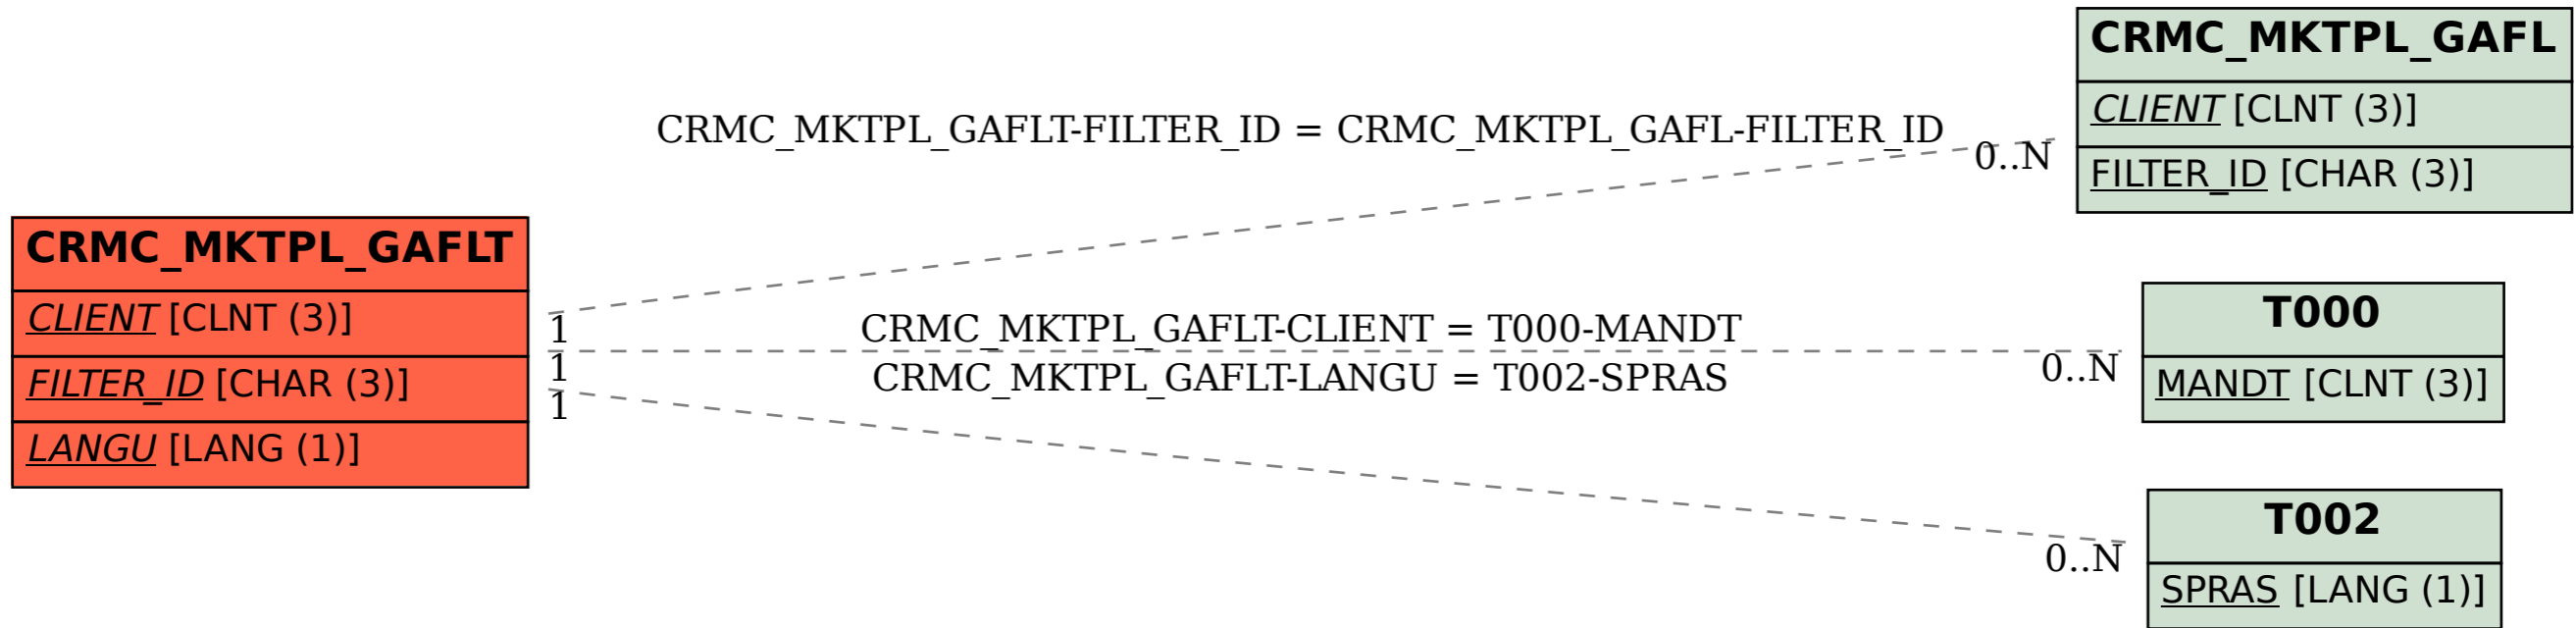 CRMC_MKTPL_GAFLT
CLIENT [CLNT (3)]
FILTER_ID [CHAR (3)]
LANGU [LANG (1)]
CRMC_MKTPL_GAFLT-FILTER_ID = CRMC_MKTPL_GAFL-FILTER_ID
1
0..N
CRMC_MKTPL_GAFLT-CLIENT = T000-MANDT
1
0..N
CRMC_MKTPL_GAFLT-LANGU = T002-SPRAS
1
0..N
CRMC_MKTPL_GAFL
CLIENT [CLNT (3)]
FILTER_ID [CHAR (3)]
T000
MANDT [CLNT (3)]
T002
SPRAS [LANG (1)]